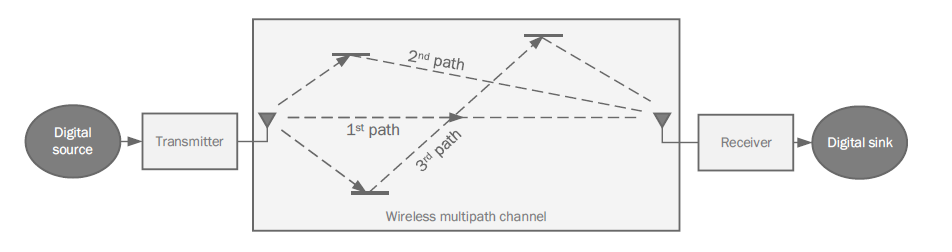 Digital
source
Transmitter
1st path
2nd path
3rd path
Wireless multipath channel
Receiver
Digital sink